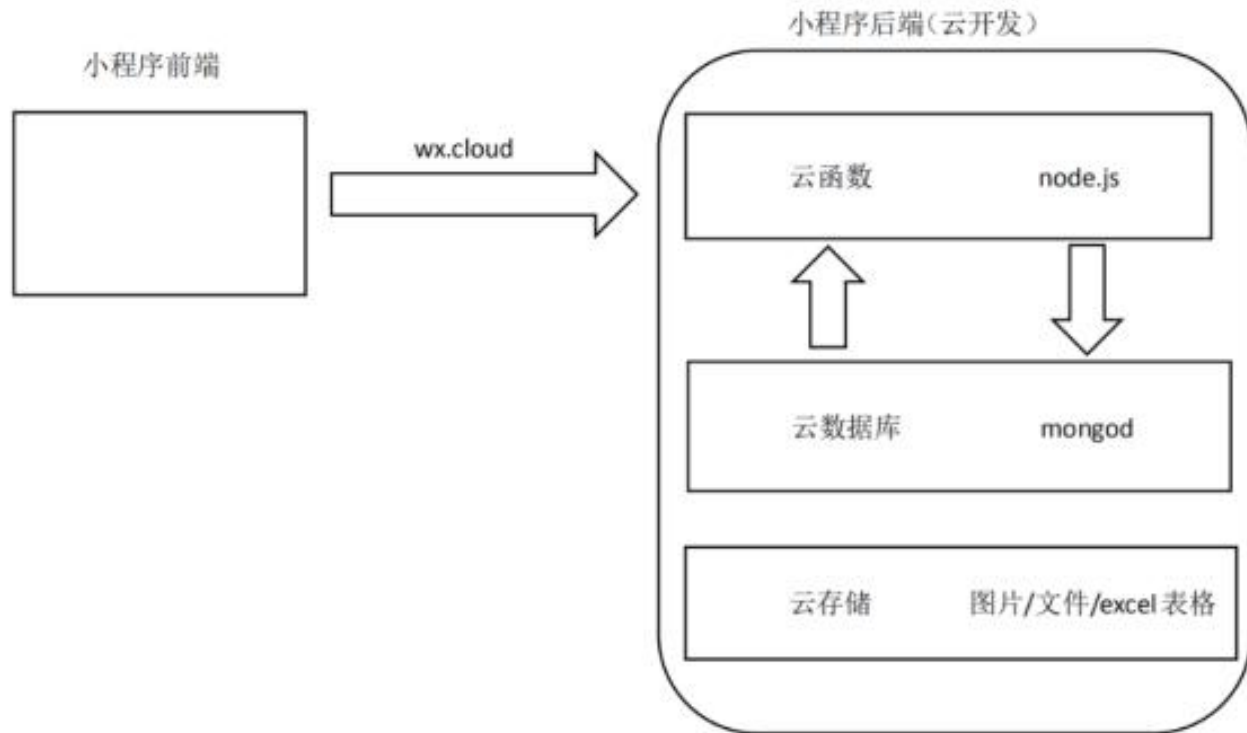 小程序后端（云开发）
小程序前端
wx.cloud
云函数 node.js
云数据库 mongod
云存储 图片/文件/excel 表格